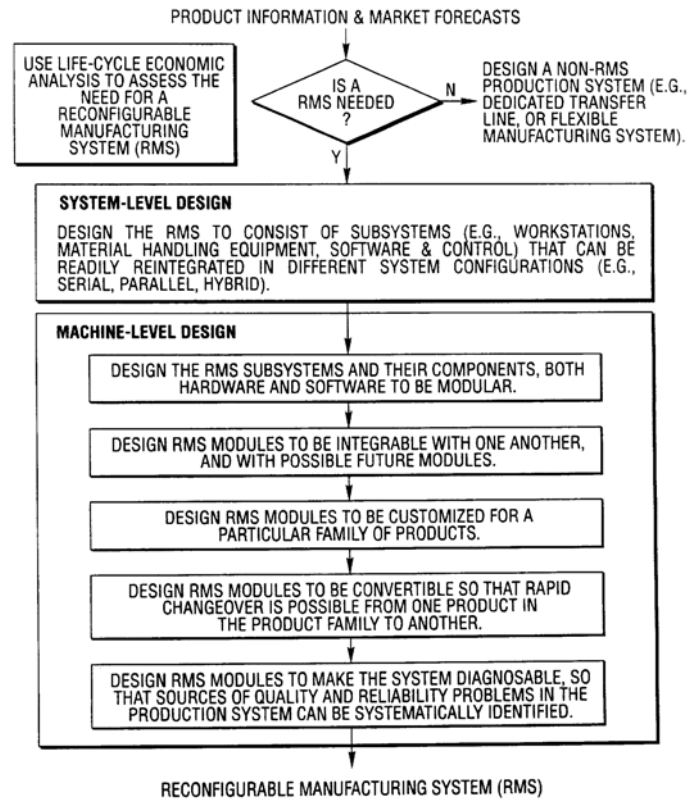 PRODUCT INFORMATION & MARKET FORECASTS
USE LIFE-CYCLE ECONOMIC
ANALYSIS TO ASSESS THE
NEED FOR A
RECONFIGURABLE
MANUFACTURING
SYSTEM (RMS)
IS A
RMS NEEDED
?
N
DESIGN A NON-RMS
PRODUCTION SYSTEM (E.G.,
DEDICATED TRANSFER
LINE, OR FLEXIBLE
MANUFACTURING SYSTEM).
Y
SYSTEM-LEVEL DESIGN
DESIGN THE RMS TO CONSIST OF SUBSYSTEMS (E.G., WORKSTATIONS,
MATERIAL HANDLING EQUIPMENT, SOFTWARE & CONTROL) THAT CAN BE
READILY REINTEGRATED IN DIFFERENT SYSTEM CONFIGURATIONS (E.G.,
SERIAL, PARALLEL, HYBRID).
MACHINE-LEVEL DESIGN
DESIGN THE RMS SUBSYSTEMS AND THEIR COMPONENTS, BOTH
HARDWARE AND SOFTWARE TO BE MODULAR.
DESIGN RMS MODULES TO BE INTEGRABLE WITH ONE ANOTHER,
AND WITH POSSIBLE FUTURE MODULES.
DESIGN RMS MODULES TO BE CUSTOMIZED FOR A
PARTICULAR FAMILY OF PRODUCTS.
DESIGN RMS MODULES TO BE CONVERTIBLE SO THAT RAPID
CHANGEOVER IS POSSIBLE FROM ONE PRODUCT IN
THE PRODUCT FAMILY TO ANOTHER.
DESIGN RMS MODULES TO MAKE THE SYSTEM DIAGNOSABLE, SO
THAT SOURCES OF QUALITY AND RELIABILITY PROBLEMS IN THE
PRODUCTION SYSTEM CAN BE SYSTEMATICALLY IDENTIFIED.
RECONFIGURABLE MANUFACTURING SYSTEM (RMS)